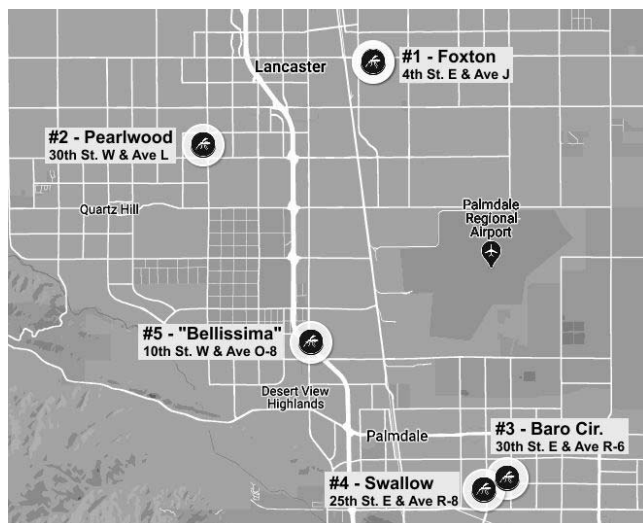 Lancaster
#1 - Foxton
4th St. E & Ave J
#2 - Pearlwood
30th St. W & Ave L
Quartz Hill
Palmdale
Regional
Airport
#5 - "Bellissima"
10th St. W & Ave O-8
Desert View
Highlands
Palmdale
#3 - Baro Cir.
30th St. E & Ave R-6
#4 - Swallow
25th St. E & Ave R-8